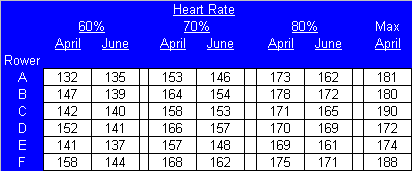 Heart Rate
60% 70% 80% Max
April June April June April June April
Rower
A 132 135 153 146 173 162 181
B 147 139 164 154 178 172 180
C 142 140 158 153 171 165 190
D 152 141 166 157 170 169 172
E 141 137 157 148 169 161 174
F 158 144 168 162 175 171 188